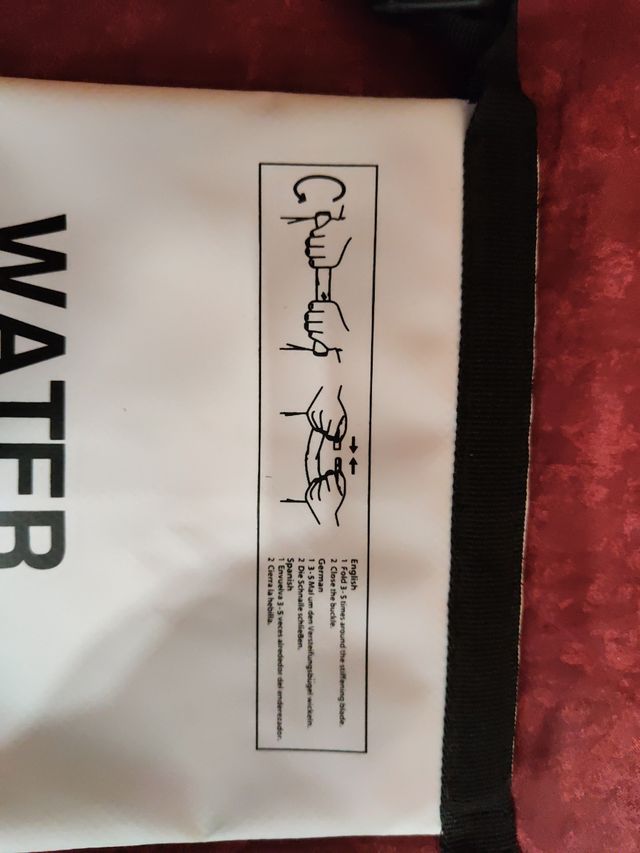 English
1 Fold 3-5 times around the stiffening blade.
2 Close the buckle.
German
1 3-5 Mal um den Versteifungsbügel wickeln.
2 Die Schnalle schließen.
Spanish
1 Envuelva 3-5 veces alrededor del enderezador.
2 Cierra la hebilla.
WATER